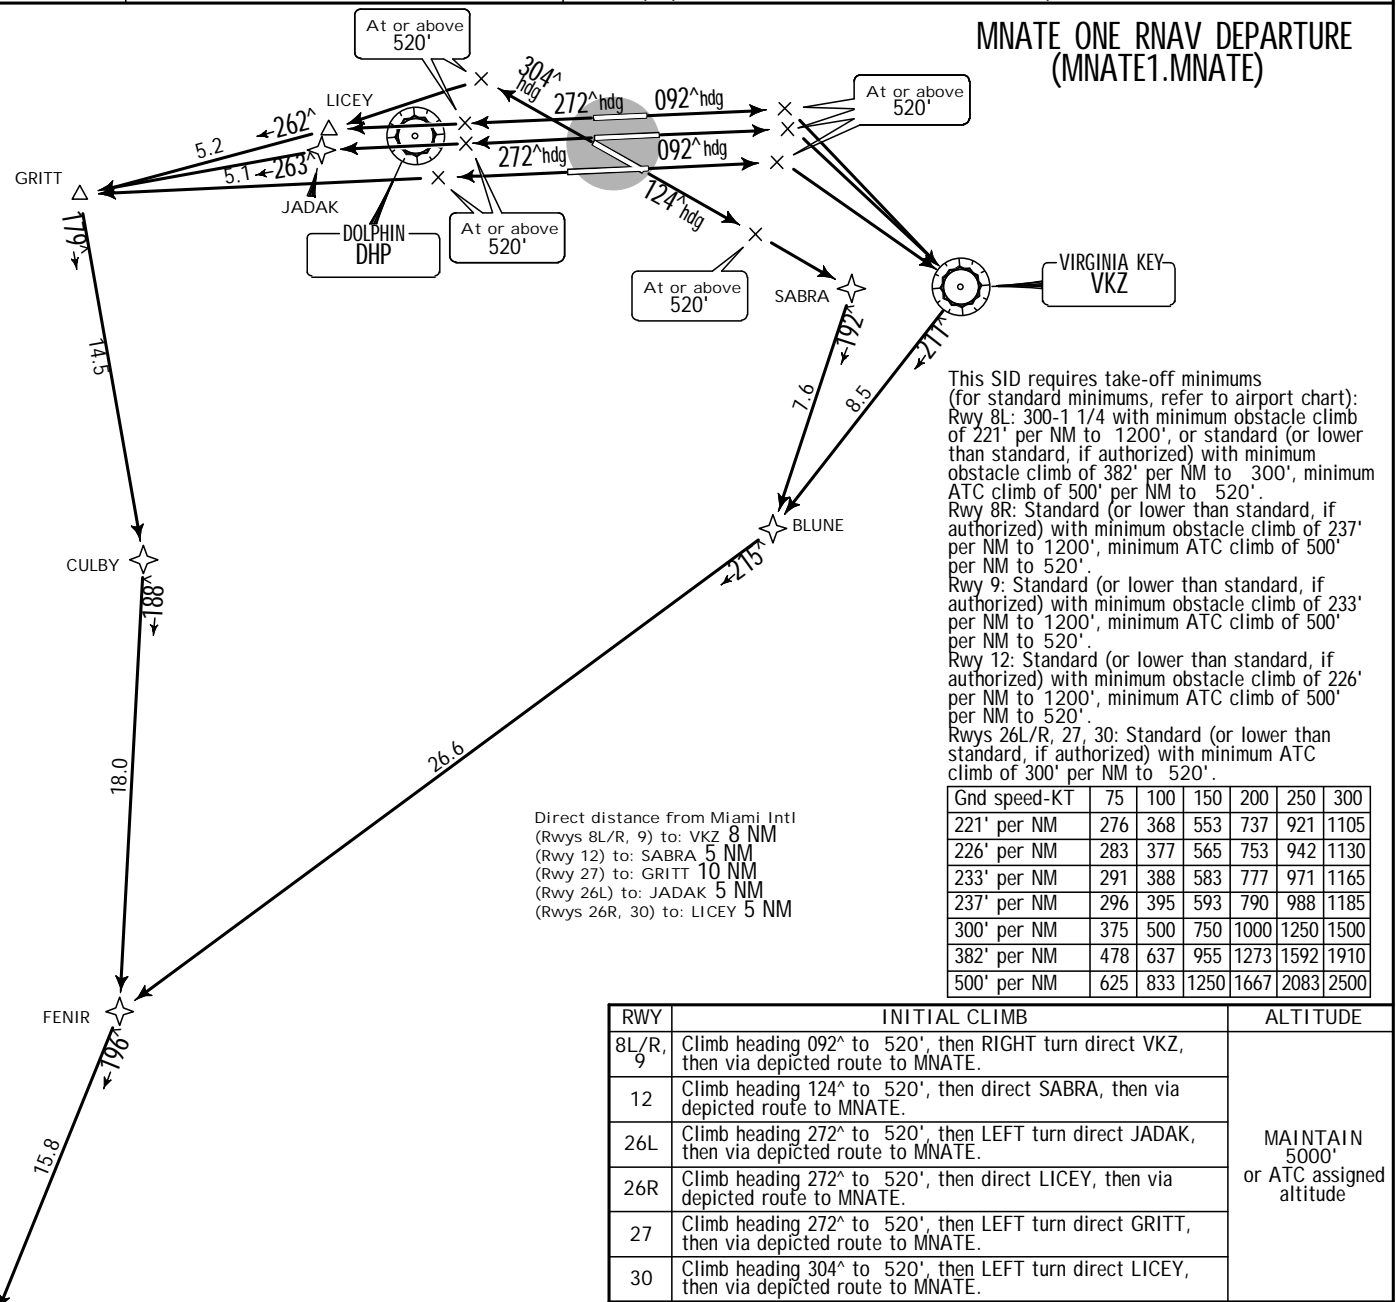 MNATE ONE RNAV DEPARTURE
(MNATE1.MNATE)
At or above
520'
304^
hdg
272^hdg
092^hdg
At or above
520'
LICEY
←262^
5.2
272^hdg
092^hdg
GRITT
5.1
←263^
JADAK
124^hdg
179^
DOLPHIN
DHP
At or above
520'
At or above
520'
SABRA
VIRGINIA KEY
VKZ
←192^
←211^
14.5
7.6
8.5
This SID requires take-off minimums
(for standard minimums, refer to airport chart):
Rwy 8L: 300-1 1/4 with minimum obstacle climb
of 221' per NM to 1200', or standard (or lower
than standard, if authorized) with minimum
obstacle climb of 382' per NM to 300', minimum
ATC climb of 500' per NM to 520'.
Rwy 8R: Standard (or lower than standard, if
authorized) with minimum obstacle climb of 237'
per NM to 1200', minimum ATC climb of 500'
per NM to 520'.
Rwy 9: Standard (or lower than standard, if
authorized) with minimum obstacle climb of 233'
per NM to 1200', minimum ATC climb of 500'
per NM to 520'.
Rwy 12: Standard (or lower than standard, if
authorized) with minimum obstacle climb of 226'
per NM to 1200', minimum ATC climb of 500'
per NM to 520'.
Rwys 26L/R, 27, 30: Standard (or lower than
standard, if authorized) with minimum ATC
climb of 300' per NM to 520'.
BLUNE
←215^
CULBY
←188^
18.0
26.6
Gnd speed-KT 75 100 150 200 250 300
221' per NM 276 368 553 737 921 1105
226' per NM 283 377 565 753 942 1130
233' per NM 291 388 583 777 971 1165
237' per NM 296 395 593 790 988 1185
300' per NM 375 500 750 1000 1250 1500
382' per NM 478 637 955 1273 1592 1910
500' per NM 625 833 1250 1667 2083 2500
Direct distance from Miami Intl
(Rwys 8L/R, 9) to: VKZ 8 NM
(Rwy 12) to: SABRA 5 NM
(Rwy 27) to: GRITT 10 NM
(Rwy 26L) to: JADAK 5 NM
(Rwys 26R, 30) to: LICEY 5 NM
FENIR
←196^
15.8
RWY INITIAL CLIMB ALTITUDE
8L/R, 9 Climb heading 092^ to 520', then RIGHT turn direct VKZ,
then via depicted route to MNATE.
12 Climb heading 124^ to 520', then direct SABRA, then via
depicted route to MNATE.
26L Climb heading 272^ to 520', then LEFT turn direct JADAK,
then via depicted route to MNATE.
26R Climb heading 272^ to 520', then direct LICEY, then via
depicted route to MNATE.
27 Climb heading 272^ to 520', then LEFT turn direct GRITT,
then via depicted route to MNATE.
30 Climb heading 304^ to 520', then LEFT turn direct LICEY,
then via depicted route to MNATE.
MAINTAIN
5000'
or ATC assigned
altitude